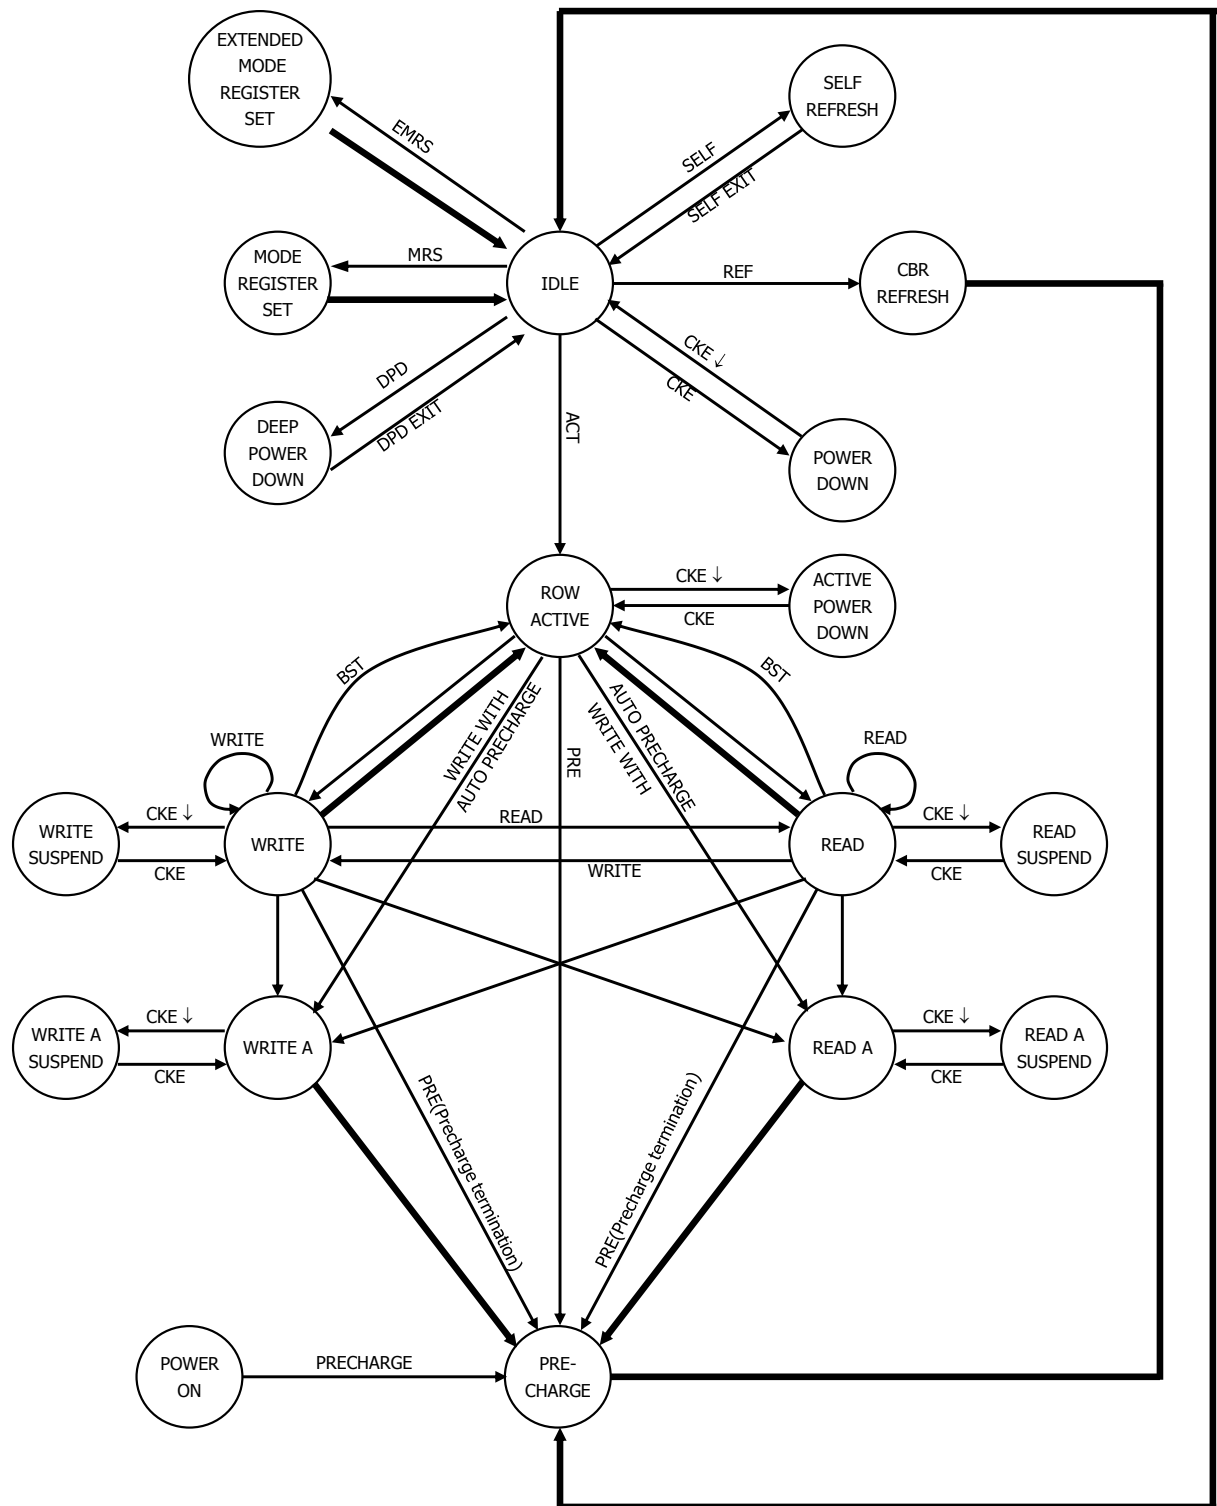 EXTENDED
MODE
REGISTER
SET
SELF
REFRESH
EMRS
SELF
SELF EXIT
MODE
REGISTER
SET
MRS
IDLE
REF
CBR
REFRESH
DPD
DPD EXIT
CKE ↓
CKE
DEEP
POWER
DOWN
ACT
POWER
DOWN
ROW
ACTIVE
CKE ↓
CKE
ACTIVE
POWER
DOWN
BST
BST
WRITE WITH
AUTO PRECHARGE
PRE
AUTO PRECHARGE
WRITE WITH
WRITE
READ
WRITE
SUSPEND
CKE ↓
CKE
WRITE
READ
WRITE
READ
CKE ↓
CKE
READ
SUSPEND
WRITE A
SUSPEND
CKE ↓
CKE
WRITE A
READ A
CKE ↓
CKE
READ A
SUSPEND
PRE(Precharge termination)
PRE(Precharge termination)
POWER
ON
PRECHARGE
PRE-
CHARGE